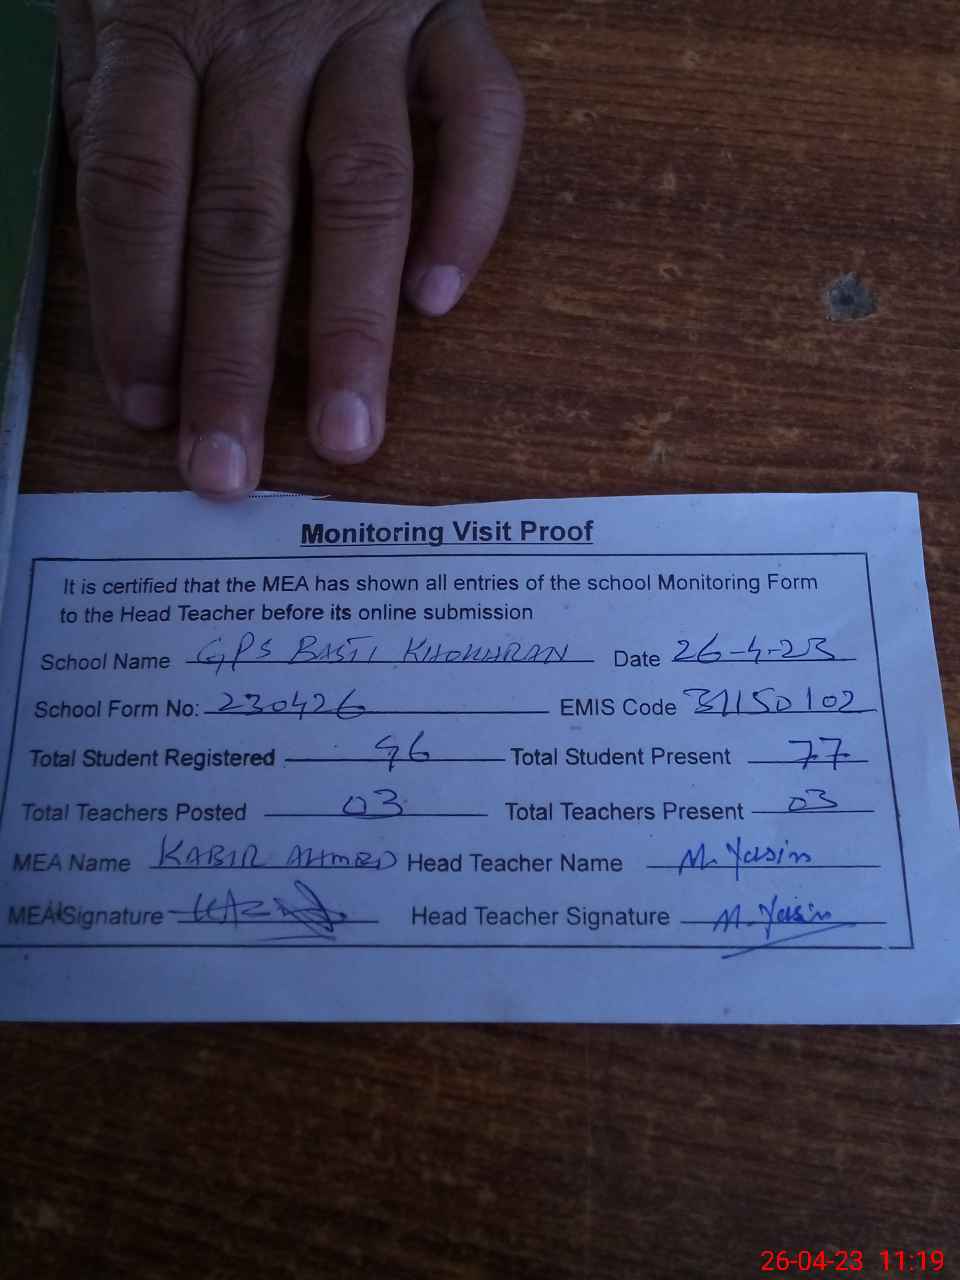 Monitoring Visit Proof
It is certified that the MEA has shown all entries of the school Monitoring Form
to the Head Teacher before its online submission
School Name GPS BASTI KHOKHRAN Date 26-4-23
School Form No: 230426 EMIS Code 31150102
Total Student Registered 96 Total Student Present 77
Total Teachers Posted 03 Total Teachers Present 03
MEA Name KABIR AHMED Head Teacher Name M. Yasin
MEA Signature Head Teacher Signature M. Yasin
26-04-23 11:19